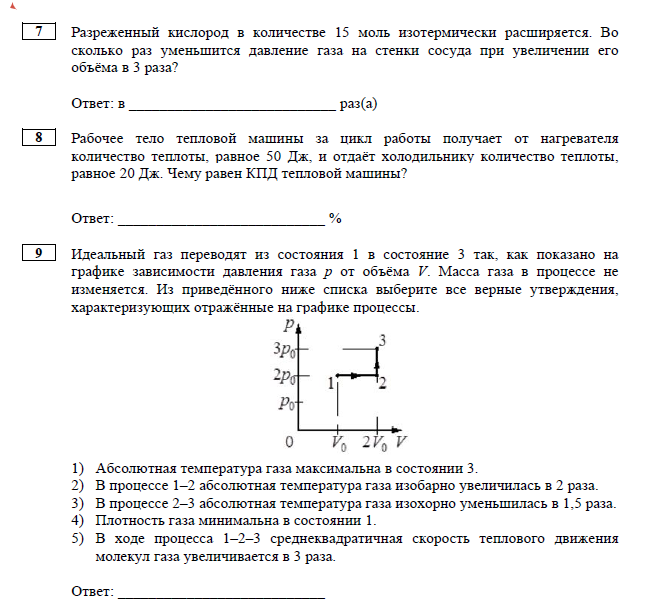 7 Разреженный кислород в количестве 15 моль изотермически расширяется. Во
сколько раз уменьшится давление газа на стенки сосуда при увеличении его
объёма в 3 раза?
Ответ: в ____________________________ раз(а)
8 Рабочее тело тепловой машины за цикл работы получает от нагревателя
количество теплоты, равное 50 Дж, и отдаёт холодильнику количество теплоты,
равное 20 Дж. Чему равен КПД тепловой машины?
Ответ: ____________________________ %
9 Идеальный газ переводят из состояния 1 в состояние 3 так, как показано на
графике зависимости давления газа p от объёма V. Масса газа в процессе не
изменяется. Из приведённого ниже списка выберите все верные утверждения,
характеризующих отражённые на графике процессы.
p
3p₀ 3
2p₀ 1 2
p₀
0 V₀ 2V₀ V
1) Абсолютная температура газа максимальна в состоянии 3.
2) В процессе 1–2 абсолютная температура газа изобарно увеличилась в 2 раза.
3) В процессе 2–3 абсолютная температура газа изохорно уменьшилась в 1,5 раза.
4) Плотность газа минимальна в состоянии 1.
5) В ходе процесса 1–2–3 среднеквадратичная скорость теплового движения
молекул газа увеличивается в 3 раза.
Ответ: ____________________________